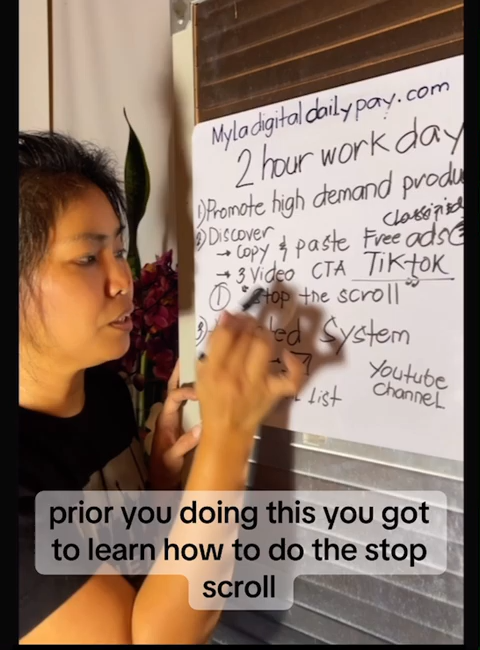 Myladigitaldailypay.com
2 hour work day
1) Promote high demand
Classified
2) Discover
→ Copy & paste Free ads
→ 3 Video CTA TikTok
① Stop the scroll
3) System
Youtube
Channel
list
prior you doing this you got
to learn how to do the stop
scroll